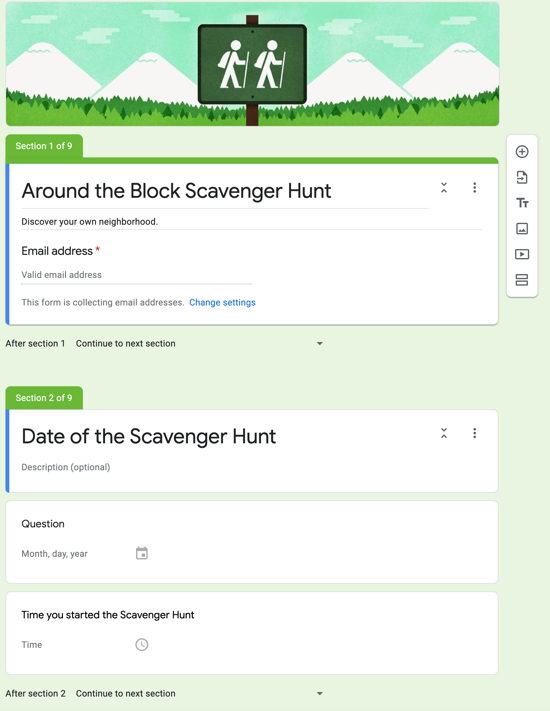 Section 1 of 9
Around the Block Scavenger Hunt
Discover your own neighborhood.
Email address *
Valid email address
This form is collecting email addresses. Change settings
After section 1 Continue to next section
Section 2 of 9
Date of the Scavenger Hunt
Description (optional)
Question
Month, day, year
Time you started the Scavenger Hunt
Time
After section 2 Continue to next section